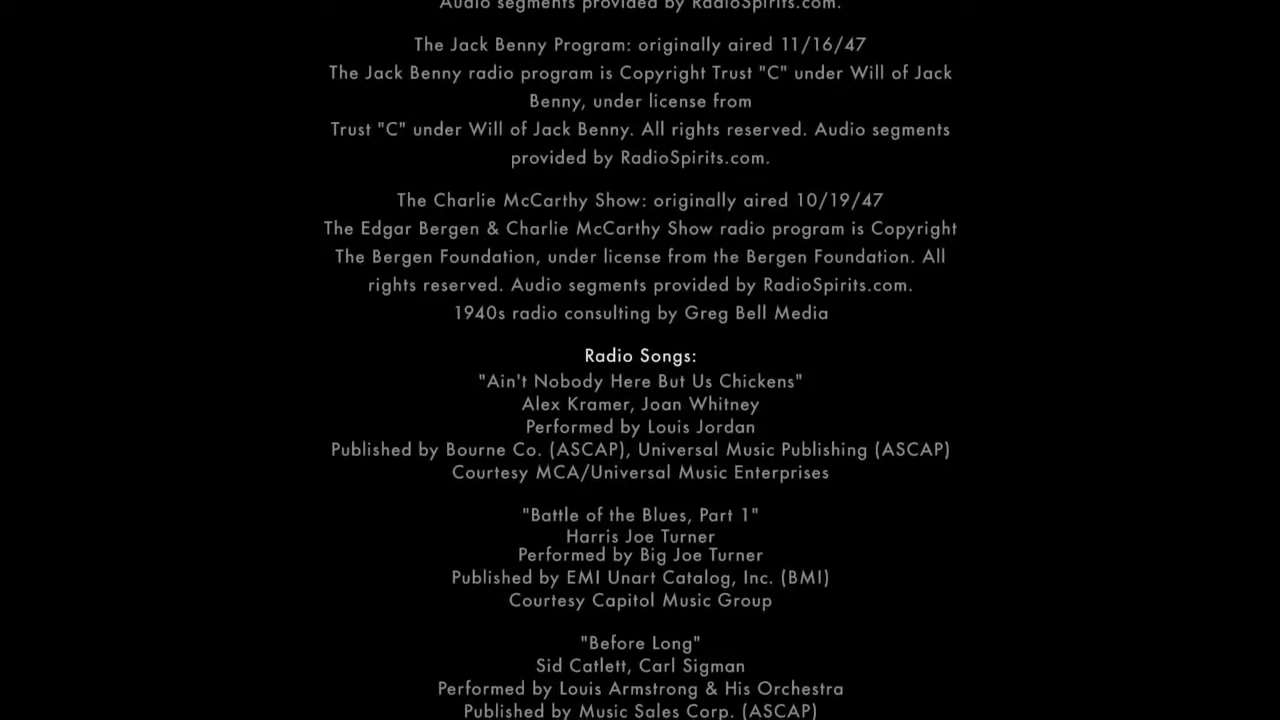 Audio segments provided by RadioSpirits.com.
The Jack Benny Program: originally aired 11/16/47
The Jack Benny radio program is Copyright Trust "C" under Will of Jack
Benny, under license from
Trust "C" under Will of Jack Benny. All rights reserved. Audio segments
provided by RadioSpirits.com.
The Charlie McCarthy Show: originally aired 10/19/47
The Edgar Bergen & Charlie McCarthy Show radio program is Copyright
The Bergen Foundation, under license from the Bergen Foundation. All
rights reserved. Audio segments provided by RadioSpirits.com.
1940s radio consulting by Greg Bell Media
Radio Songs:
"Ain't Nobody Here But Us Chickens"
Alex Kramer, Joan Whitney
Performed by Louis Jordan
Published by Bourne Co. (ASCAP), Universal Music Publishing (ASCAP)
Courtesy MCA/Universal Music Enterprises
"Battle of the Blues, Part 1"
Harris Joe Turner
Performed by Big Joe Turner
Published by EMI Unart Catalog, Inc. (BMI)
Courtesy Capitol Music Group
"Before Long"
Sid Catlett, Carl Sigman
Performed by Louis Armstrong & His Orchestra
Published by Music Sales Corp. (ASCAP)